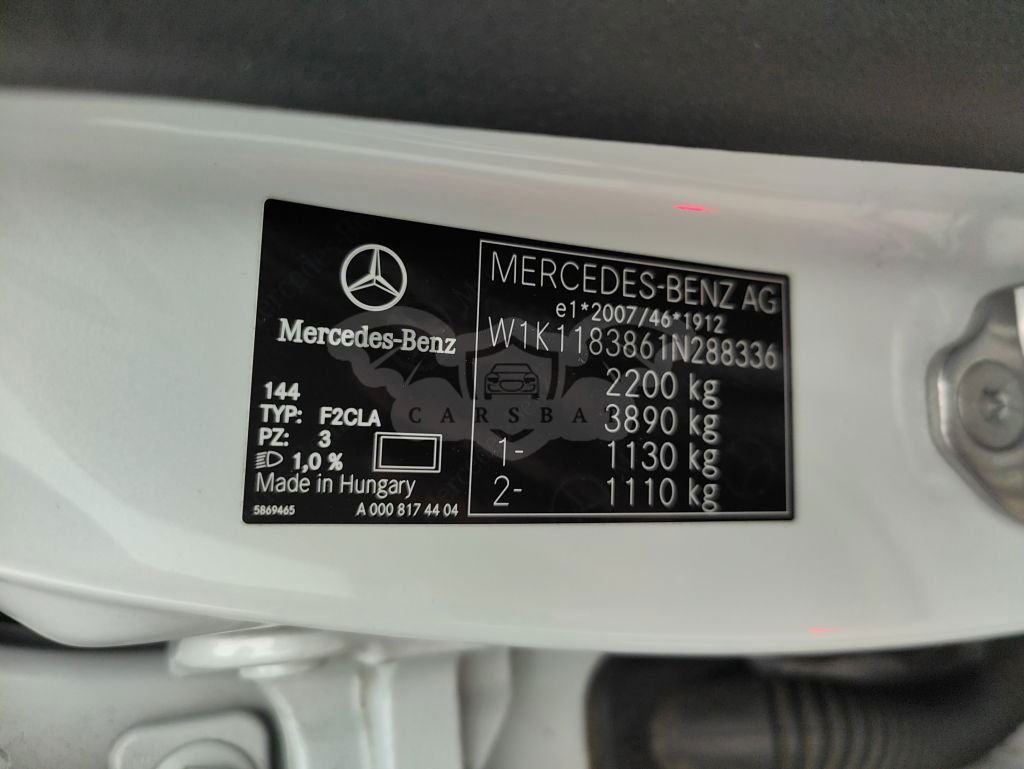 Mercedes-Benz
144
TYP: F2CLA
PZ: 3
1,0 %
Made in Hungary
5869465 A 000 817 44 04
MERCEDES-BENZ AG
e1*2007/46*1912
W1K1183861N288336
2200 kg
3890 kg
1- 1130 kg
2- 1110 kg
CARSBA